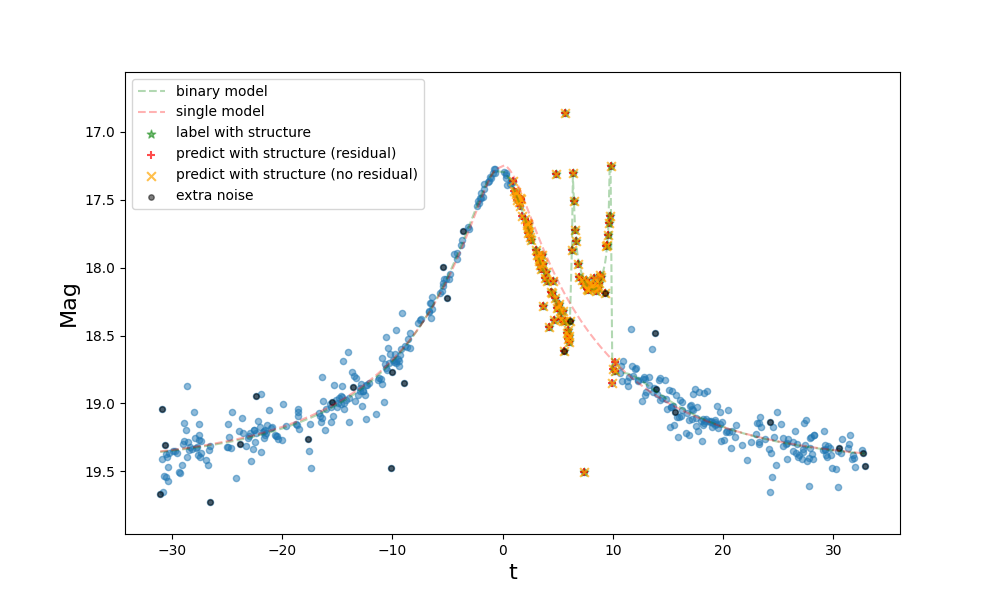 binary model
single model
label with structure
predict with structure (residual)
predict with structure (no residual)
extra noise
Mag
17.0
17.5
18.0
18.5
19.0
19.5
−30
−20
−10
0
10
20
30
t